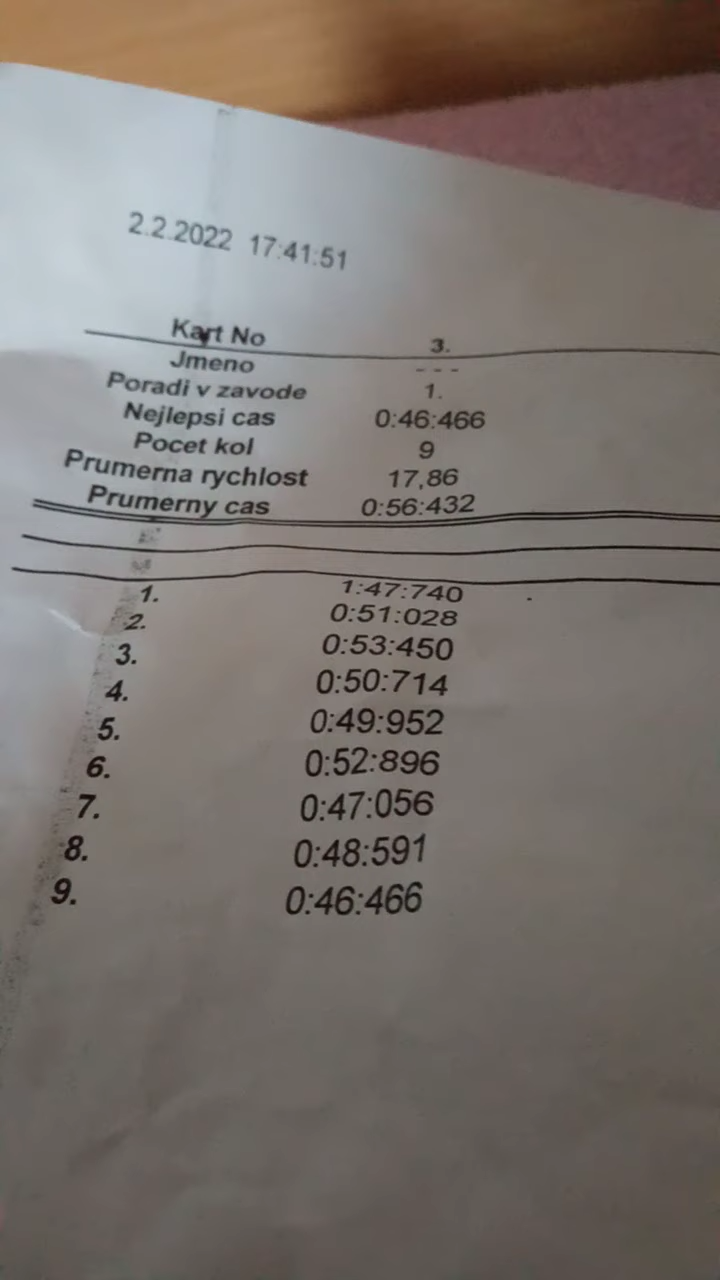 2.2.2022 17:41:51
Kart No 3.
Jmeno ---
Poradi v zavode 1.
Nejlepsi cas 0:46:466
Pocet kol 9
Prumerna rychlost 17,86
Prumerny cas 0:56:432
1. 1:47:740
2. 0:51:028
3. 0:53:450
4. 0:50:714
5. 0:49:952
6. 0:52:896
7. 0:47:056
8. 0:48:591
9. 0:46:466